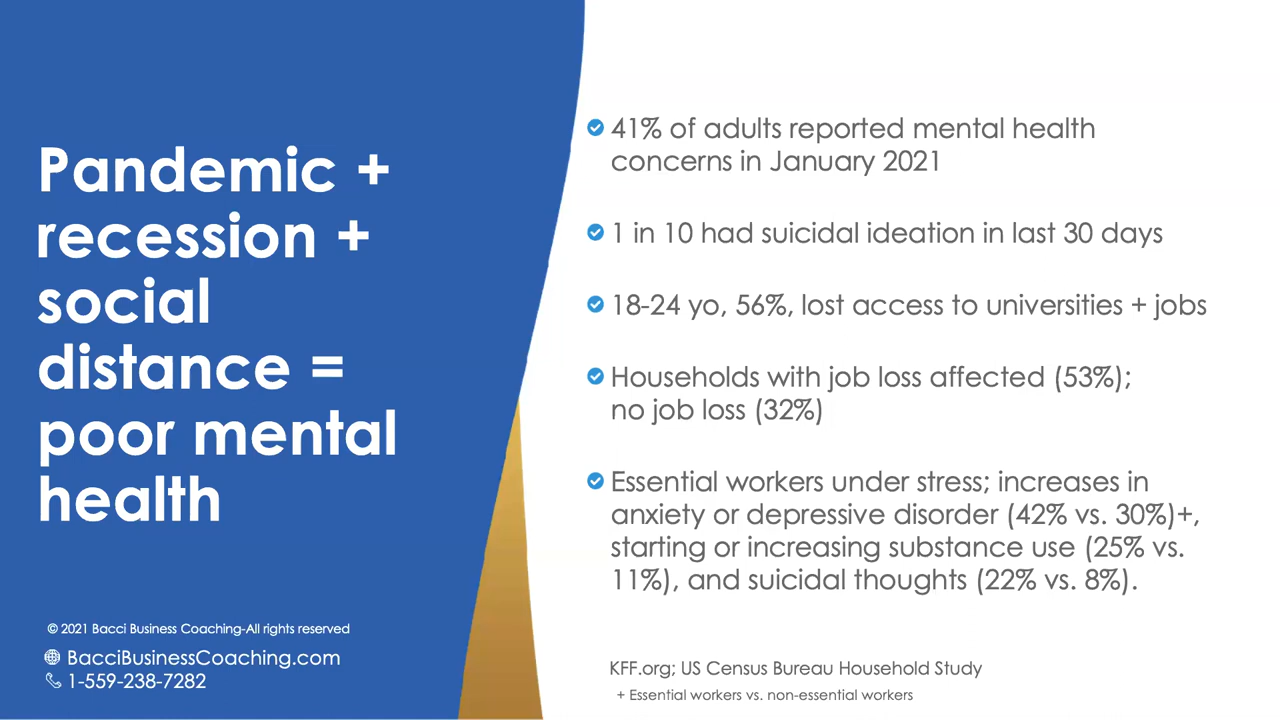 Pandemic +
recession +
social
distance =
poor mental
health
© 2021 Bacci Business Coaching-All rights reserved
BacciBusinessCoaching.com
1-559-238-7282
41% of adults reported mental health
concerns in January 2021
1 in 10 had suicidal ideation in last 30 days
18-24 yo, 56%, lost access to universities + jobs
Households with job loss affected (53%);
no job loss (32%)
Essential workers under stress; increases in
anxiety or depressive disorder (42% vs. 30%)+,
starting or increasing substance use (25% vs.
11%), and suicidal thoughts (22% vs. 8%).
KFF.org; US Census Bureau Household Study
+ Essential workers vs. non-essential workers